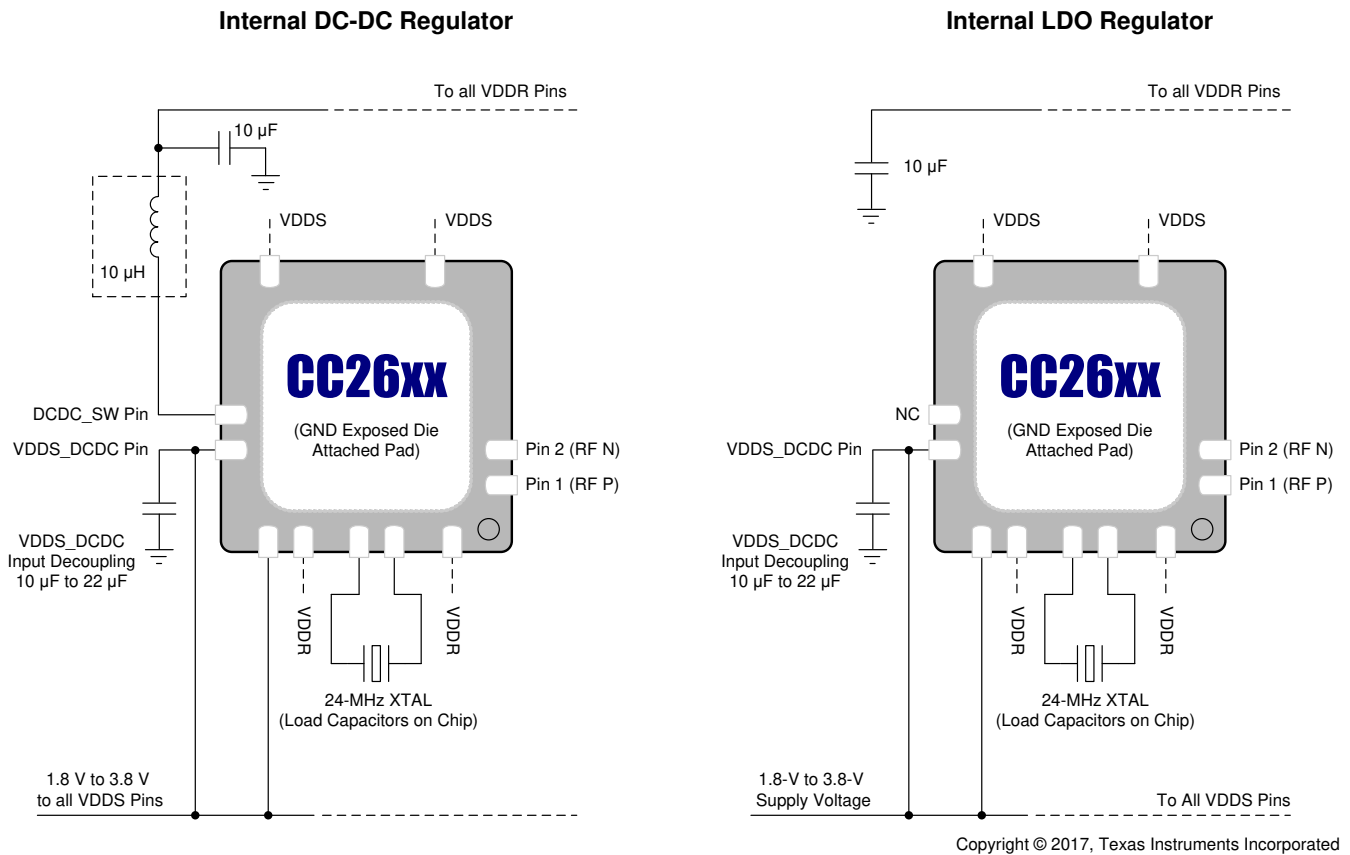 Internal DC-DC Regulator
To all VDDR Pins
10 µF
10 µH
VDDS
VDDS
CC26xx
(GND Exposed Die
Attached Pad)
DCDC_SW Pin
VDDS_DCDC Pin
Pin 2 (RF N)
Pin 1 (RF P)
VDDS_DCDC
Input Decoupling
10 µF to 22 µF
VDDR
VDDR
24-MHz XTAL
(Load Capacitors on Chip)
1.8 V to 3.8 V
to all VDDS Pins
Internal LDO Regulator
To all VDDR Pins
10 µF
VDDS
VDDS
CC26xx
(GND Exposed Die
Attached Pad)
NC
VDDS_DCDC Pin
Pin 2 (RF N)
Pin 1 (RF P)
VDDS_DCDC
Input Decoupling
10 µF to 22 µF
VDDR
VDDR
24-MHz XTAL
(Load Capacitors on Chip)
1.8-V to 3.8-V
Supply Voltage
To All VDDS Pins
Copyright © 2017, Texas Instruments Incorporated